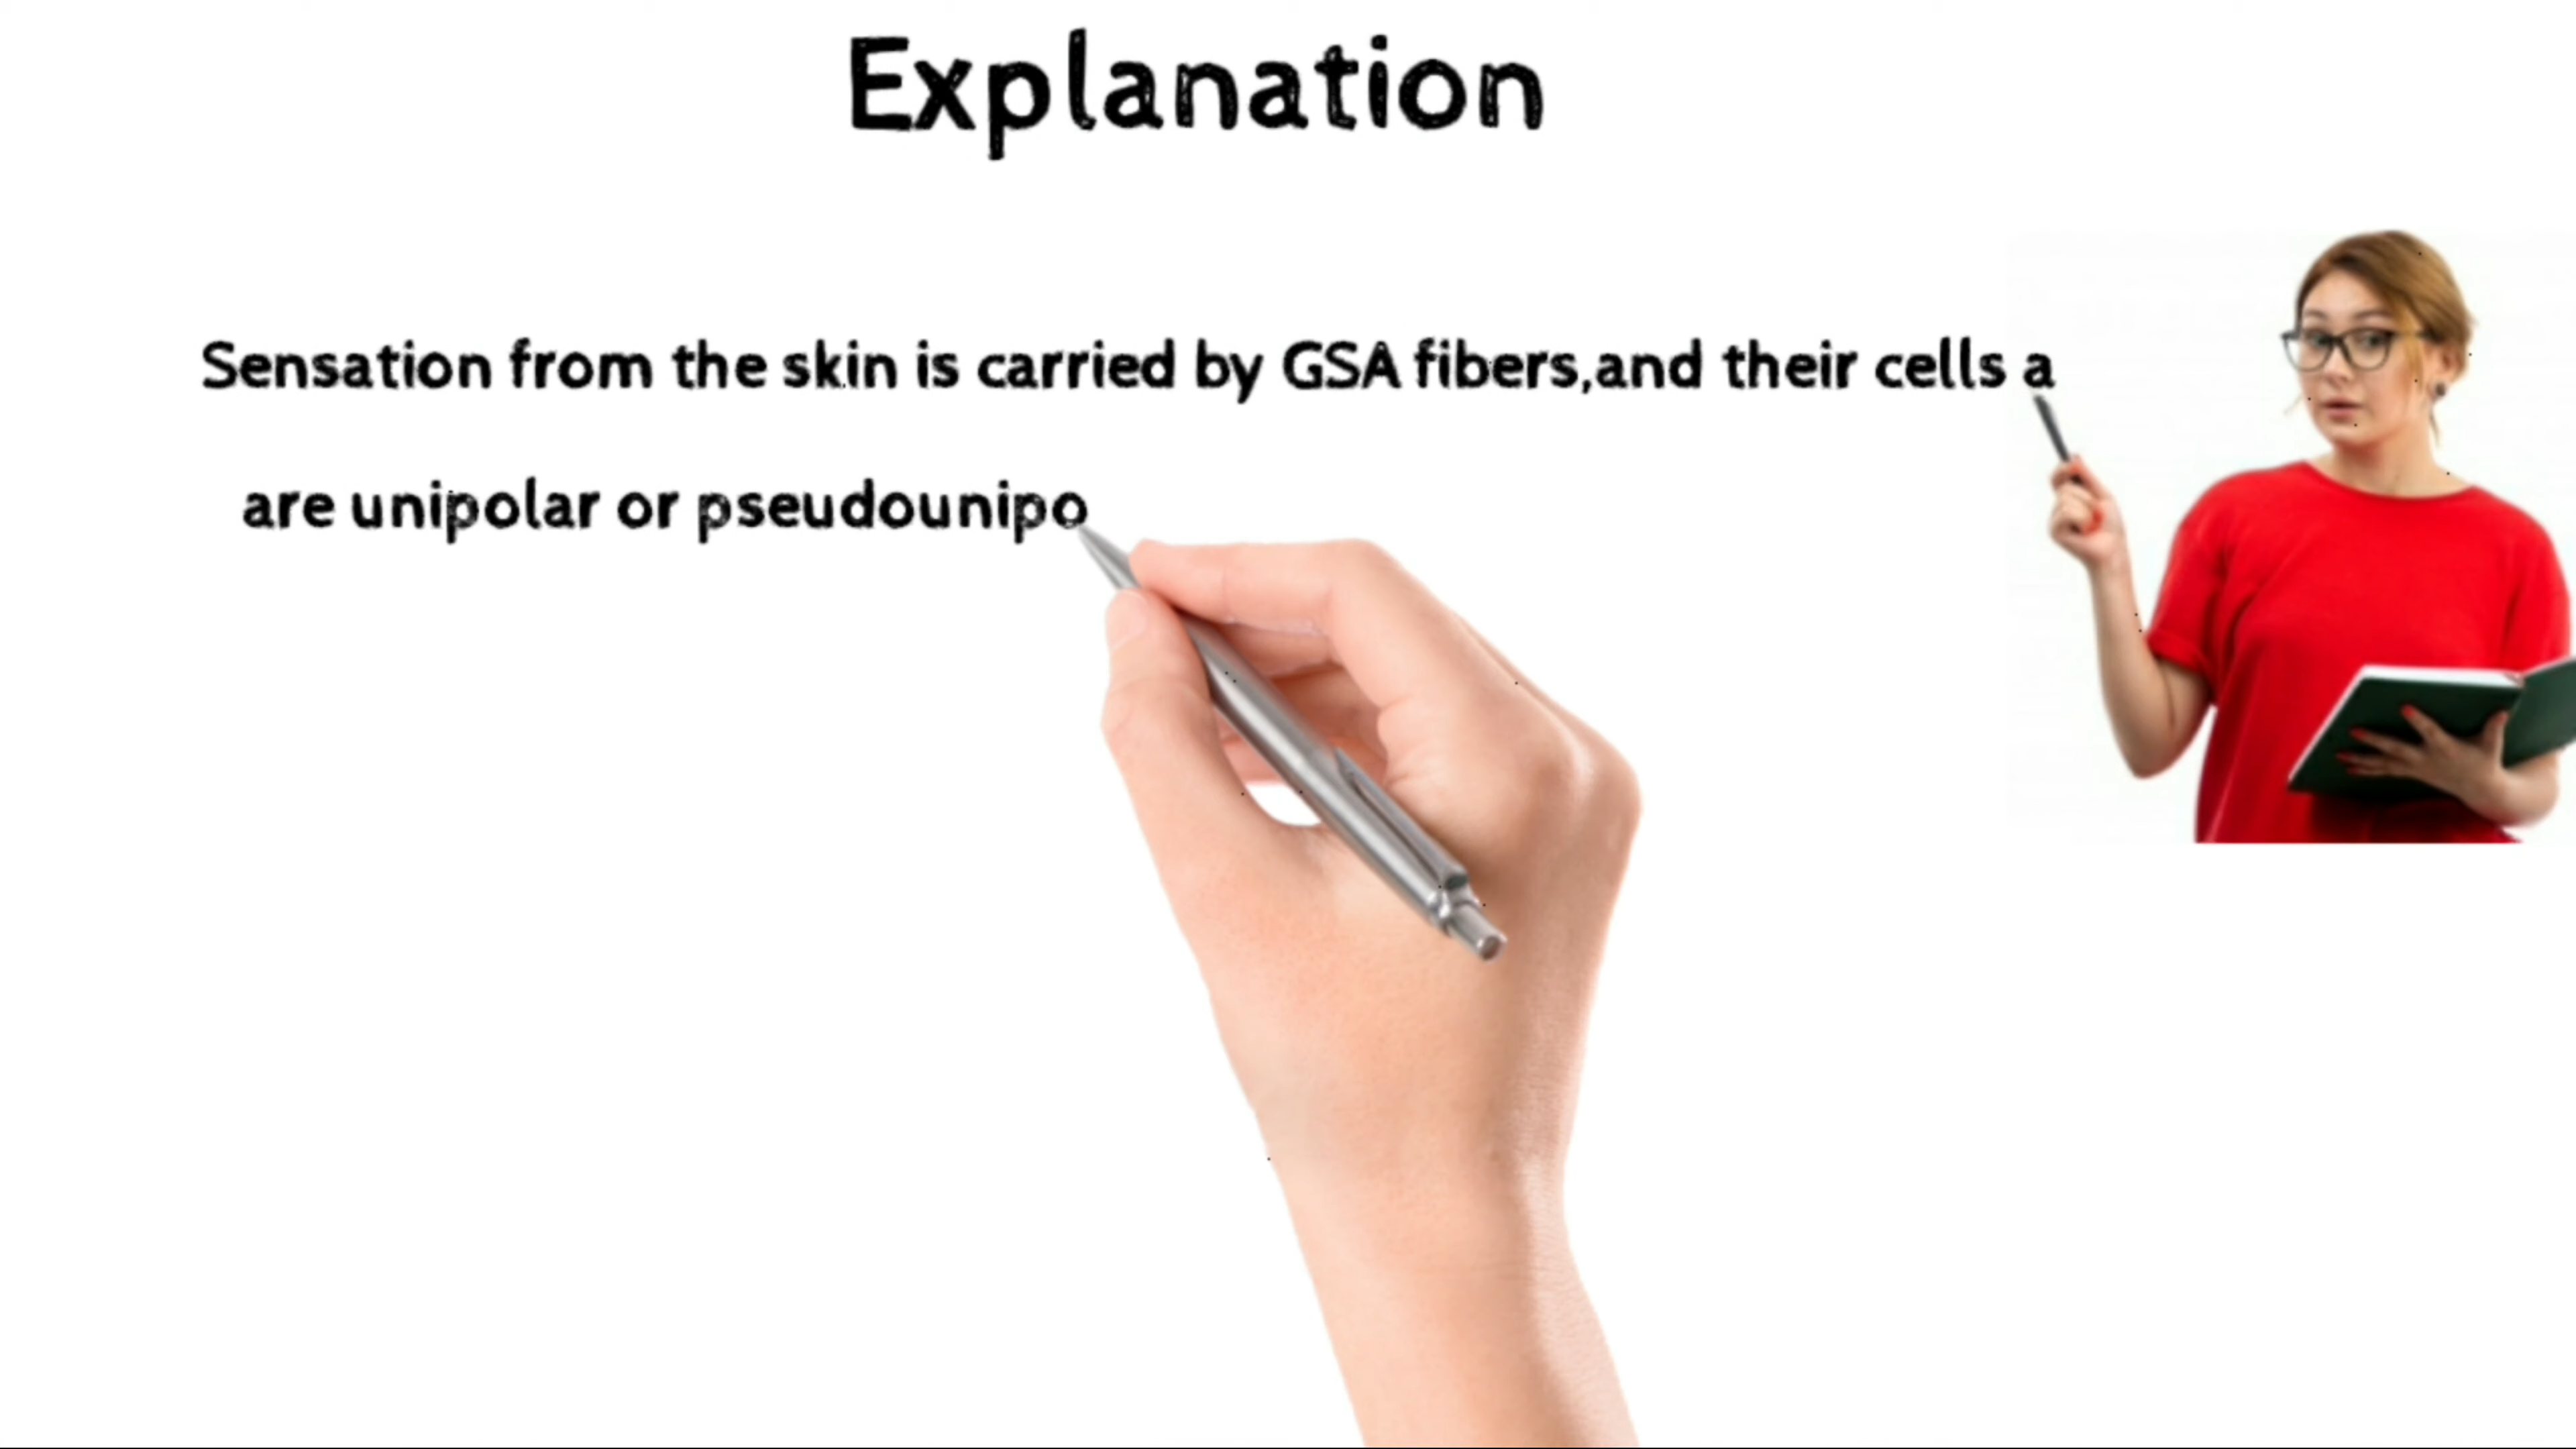 Explanation
Sensation from the skin is carried by GSA fibers,and their cells a
are unipolar or pseudounipo